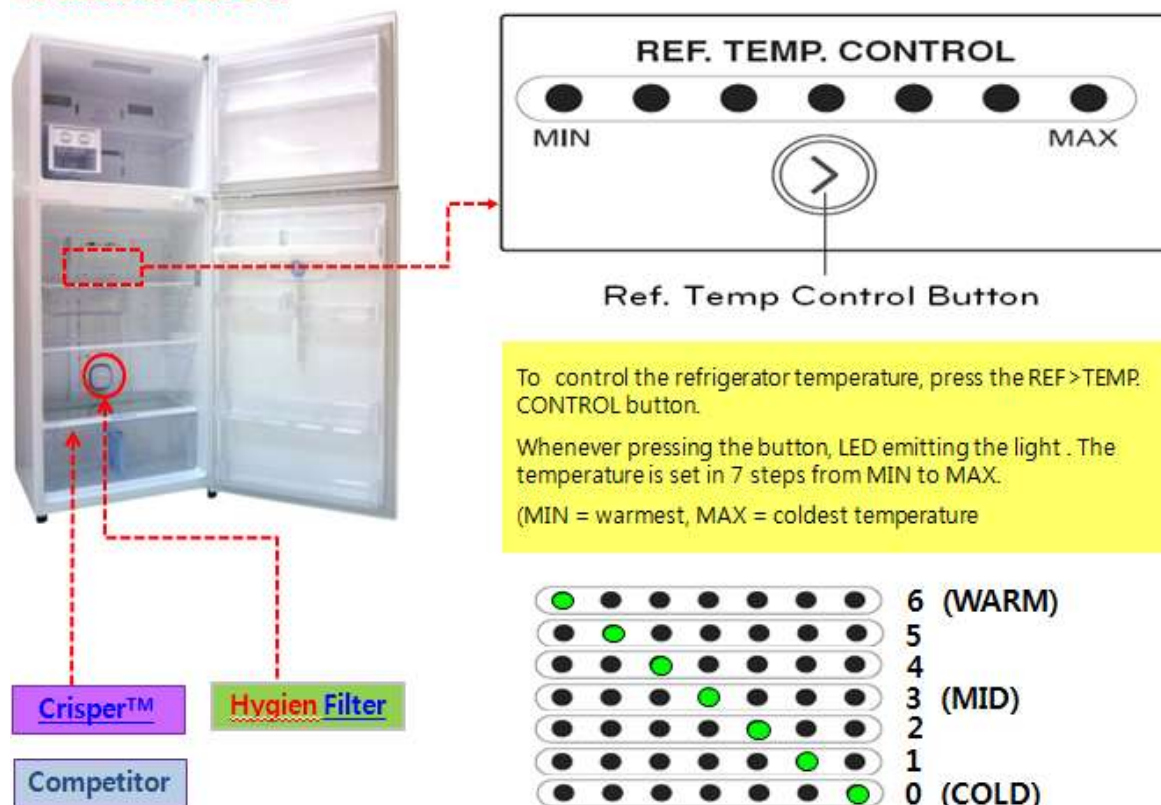 REF. TEMP. CONTROL
MIN MAX
Ref. Temp Control Button
To control the refrigerator temperature, press the REF>TEMP. CONTROL button.
Whenever pressing the button, LED emitting the light . The temperature is set in 7 steps from MIN to MAX.
(MIN = warmest, MAX = coldest temperature
6 (WARM)
5
4
3 (MID)
2
1
0 (COLD)
Crisper™
Hygien Filter
Competitor